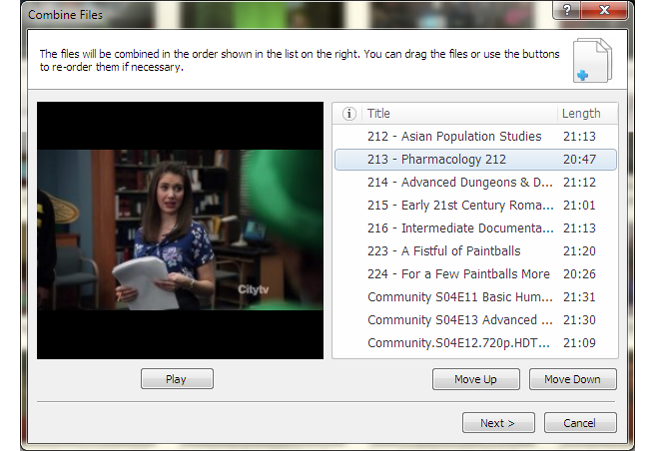 Combine Files
The files will be combined in the order shown in the list on the right. You can drag the files or use the buttons
to re-order them if necessary.
Title Length
212 - Asian Population Studies 21:13
213 - Pharmacology 212 20:47
214 - Advanced Dungeons & D... 21:12
215 - Early 21st Century Roma... 21:01
216 - Intermediate Documenta... 21:13
223 - A Fistful of Paintballs 21:20
224 - For a Few Paintballs More 20:26
Community S04E11 Basic Hum... 21:31
Community S04E13 Advanced ... 21:30
Community.S04E12.720p.HDT... 21:09
Citytv
Play Move Up Move Down
Next > Cancel